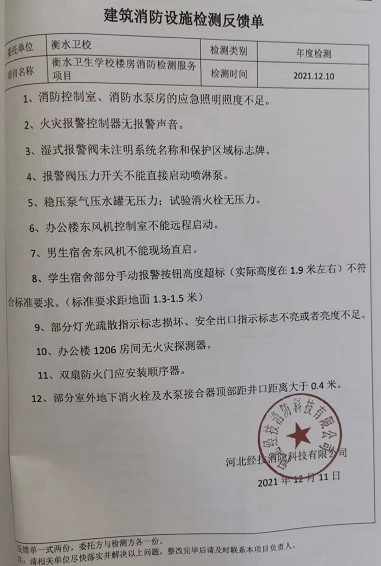 建筑消防设施检测反馈单
委托单位 衡水卫校 检测类别 年度检测
项目名称 衡水卫生学校楼房消防检测服务项目 检测时间 2021.12.10
1、消防控制室、消防水泵房的应急照明照度不足。
2、火灾报警控制器无报警声音。
3、湿式报警阀未注明系统名称和保护区域标志牌。
4、报警阀压力开关不能直接启动喷淋泵。
5、稳压泵气压水罐无压力；试验消火栓无压力。
6、办公楼东风机控制室不能远程启动。
7、男生宿舍东风机不能现场直启。
8、学生宿舍部分手动报警按钮高度超标（实际高度在1.9米左右）不符
合标准要求。（标准要求距地面1.3-1.5米）
9、部分灯光疏散指示标志损坏、安全出口指示标志不亮或者亮度不足。
10、办公楼1206房间无火灾探测器。
11、双扇防火门应安装顺序器。
12、部分室外地下消火栓及水泵接合器顶部距井口距离大于0.4米。
河北经技消防科技有限公司
2021年12月11日
反馈单一式两份，委托方与检测方各一份。
注：请相关单位尽快落实并解决以上问题，整改完毕后请及时联系本项目负责人。